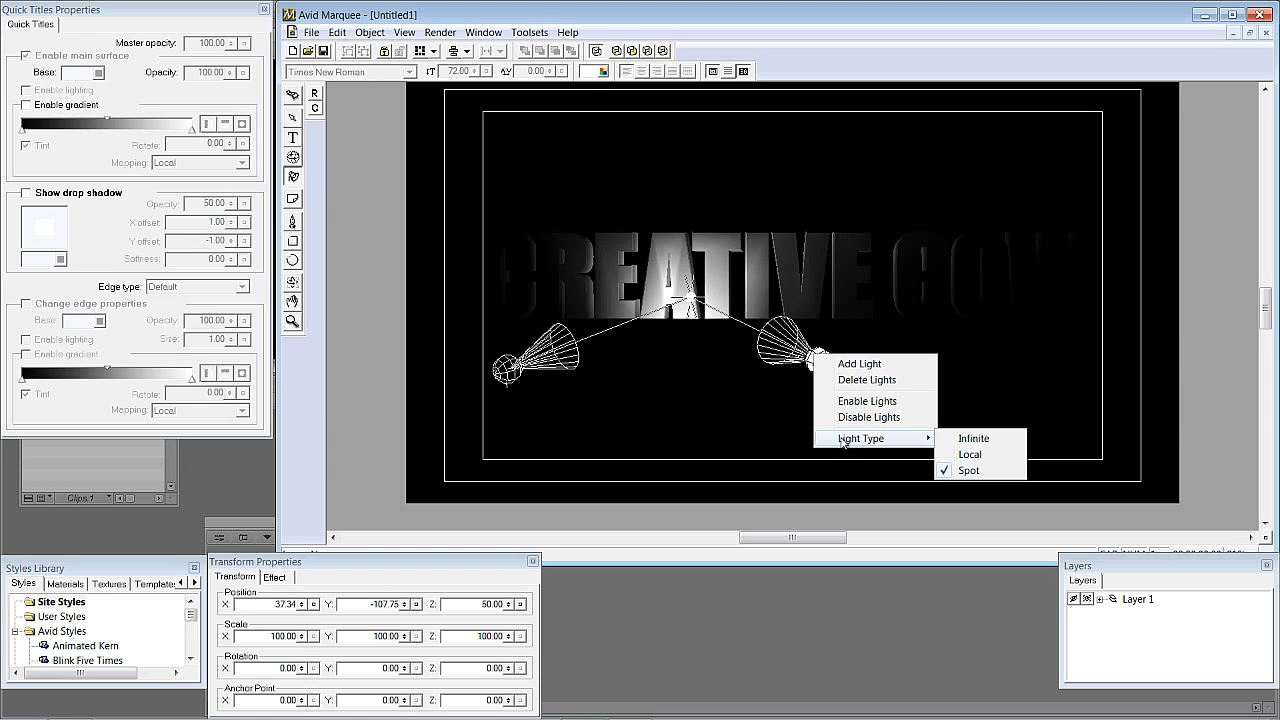 Quick Titles Properties
Quick Titles
Master opacity: 100.00
Enable main surface
Base: Opacity: 100.00
Enable lighting
Enable gradient
Tint Rotate: 0.00
Mapping: Local
Show drop shadow
Opacity: 50.00
X offset: 1.00
Y offset: -1.00
Softness: 0.00
Edge type: Default
Change edge properties
Base: Opacity: 100.00
Enable lighting Size: 1.00
Enable gradient
Tint Rotate: 0.00
Mapping: Local
Clips.1
Avid Marquee - [Untitled1]
File Edit Object View Render Window Toolsets Help
Times New Roman 72.00 0.00
R
C
T
CREATIVE COW
Add Light
Delete Lights
Enable Lights
Disable Lights
Light Type
Infinite
Local
Spot
Styles Library
Styles Materials Textures Template
Site Styles
User Styles
Avid Styles
Animated Kern
Blink Five Times
Transform Properties
Transform Effect
Position
X: 37.34 Y: -107.75 Z: 50.00
Scale
X: 100.00 Y: 100.00 Z: 100.00
Rotation
X: 0.00 Y: 0.00 Z: 0.00
Anchor Point
X: 0.00 Y: 0.00 Z: 0.00
Layers
Layers
Layer 1